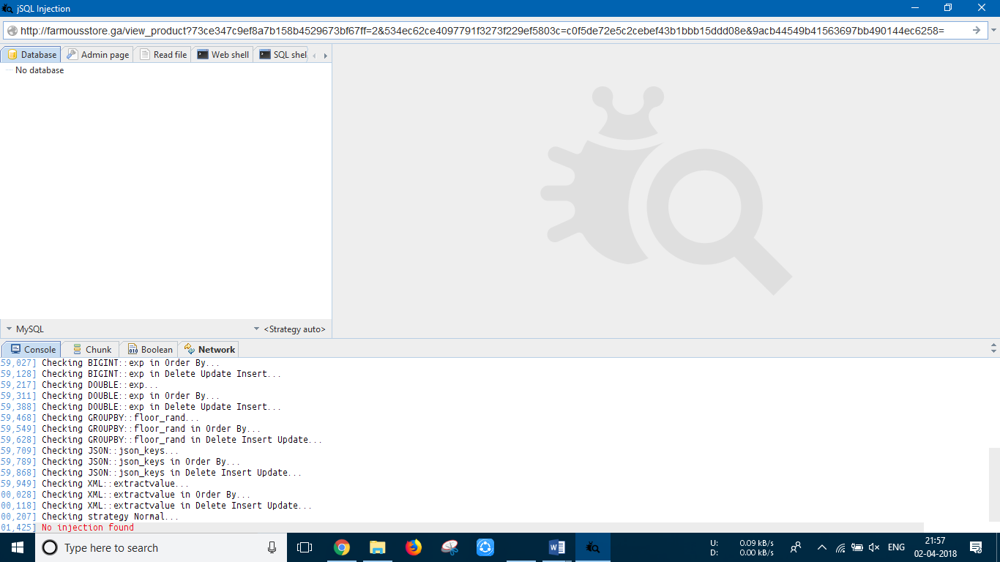 jSQL Injection
http://farmousstore.ga/view_product?73ce347c9ef8a7b158b4529673bf67ff=2&534ec62ce4097791f3273f229ef5803c=c0f5de72e5c2cebef43b1bbb15ddd08e&9acb44549b41563697bb490144ec6258=
Database Admin page Read file Web shell SQL shel
No database
MySQL <Strategy auto>
Console Chunk Boolean Network
59,027] Checking BIGINT::exp in Order By...
59,128] Checking BIGINT::exp in Delete Update Insert...
59,217] Checking DOUBLE::exp...
59,311] Checking DOUBLE::exp in Order By...
59,388] Checking DOUBLE::exp in Delete Update Insert...
59,468] Checking GROUPBY::floor_rand...
59,549] Checking GROUPBY::floor_rand in Order By...
59,628] Checking GROUPBY::floor_rand in Delete Insert Update...
59,709] Checking JSON::json_keys...
59,789] Checking JSON::json_keys in Order By...
59,868] Checking JSON::json_keys in Delete Insert Update...
59,949] Checking XML::extractvalue...
00,028] Checking XML::extractvalue in Order By...
00,118] Checking XML::extractvalue in Delete Insert Update...
00,207] Checking strategy Normal...
01,425] No injection found
Type here to search
U: 0.09 kB/s
D: 0.00 kB/s
ENG
21:57
02-04-2018